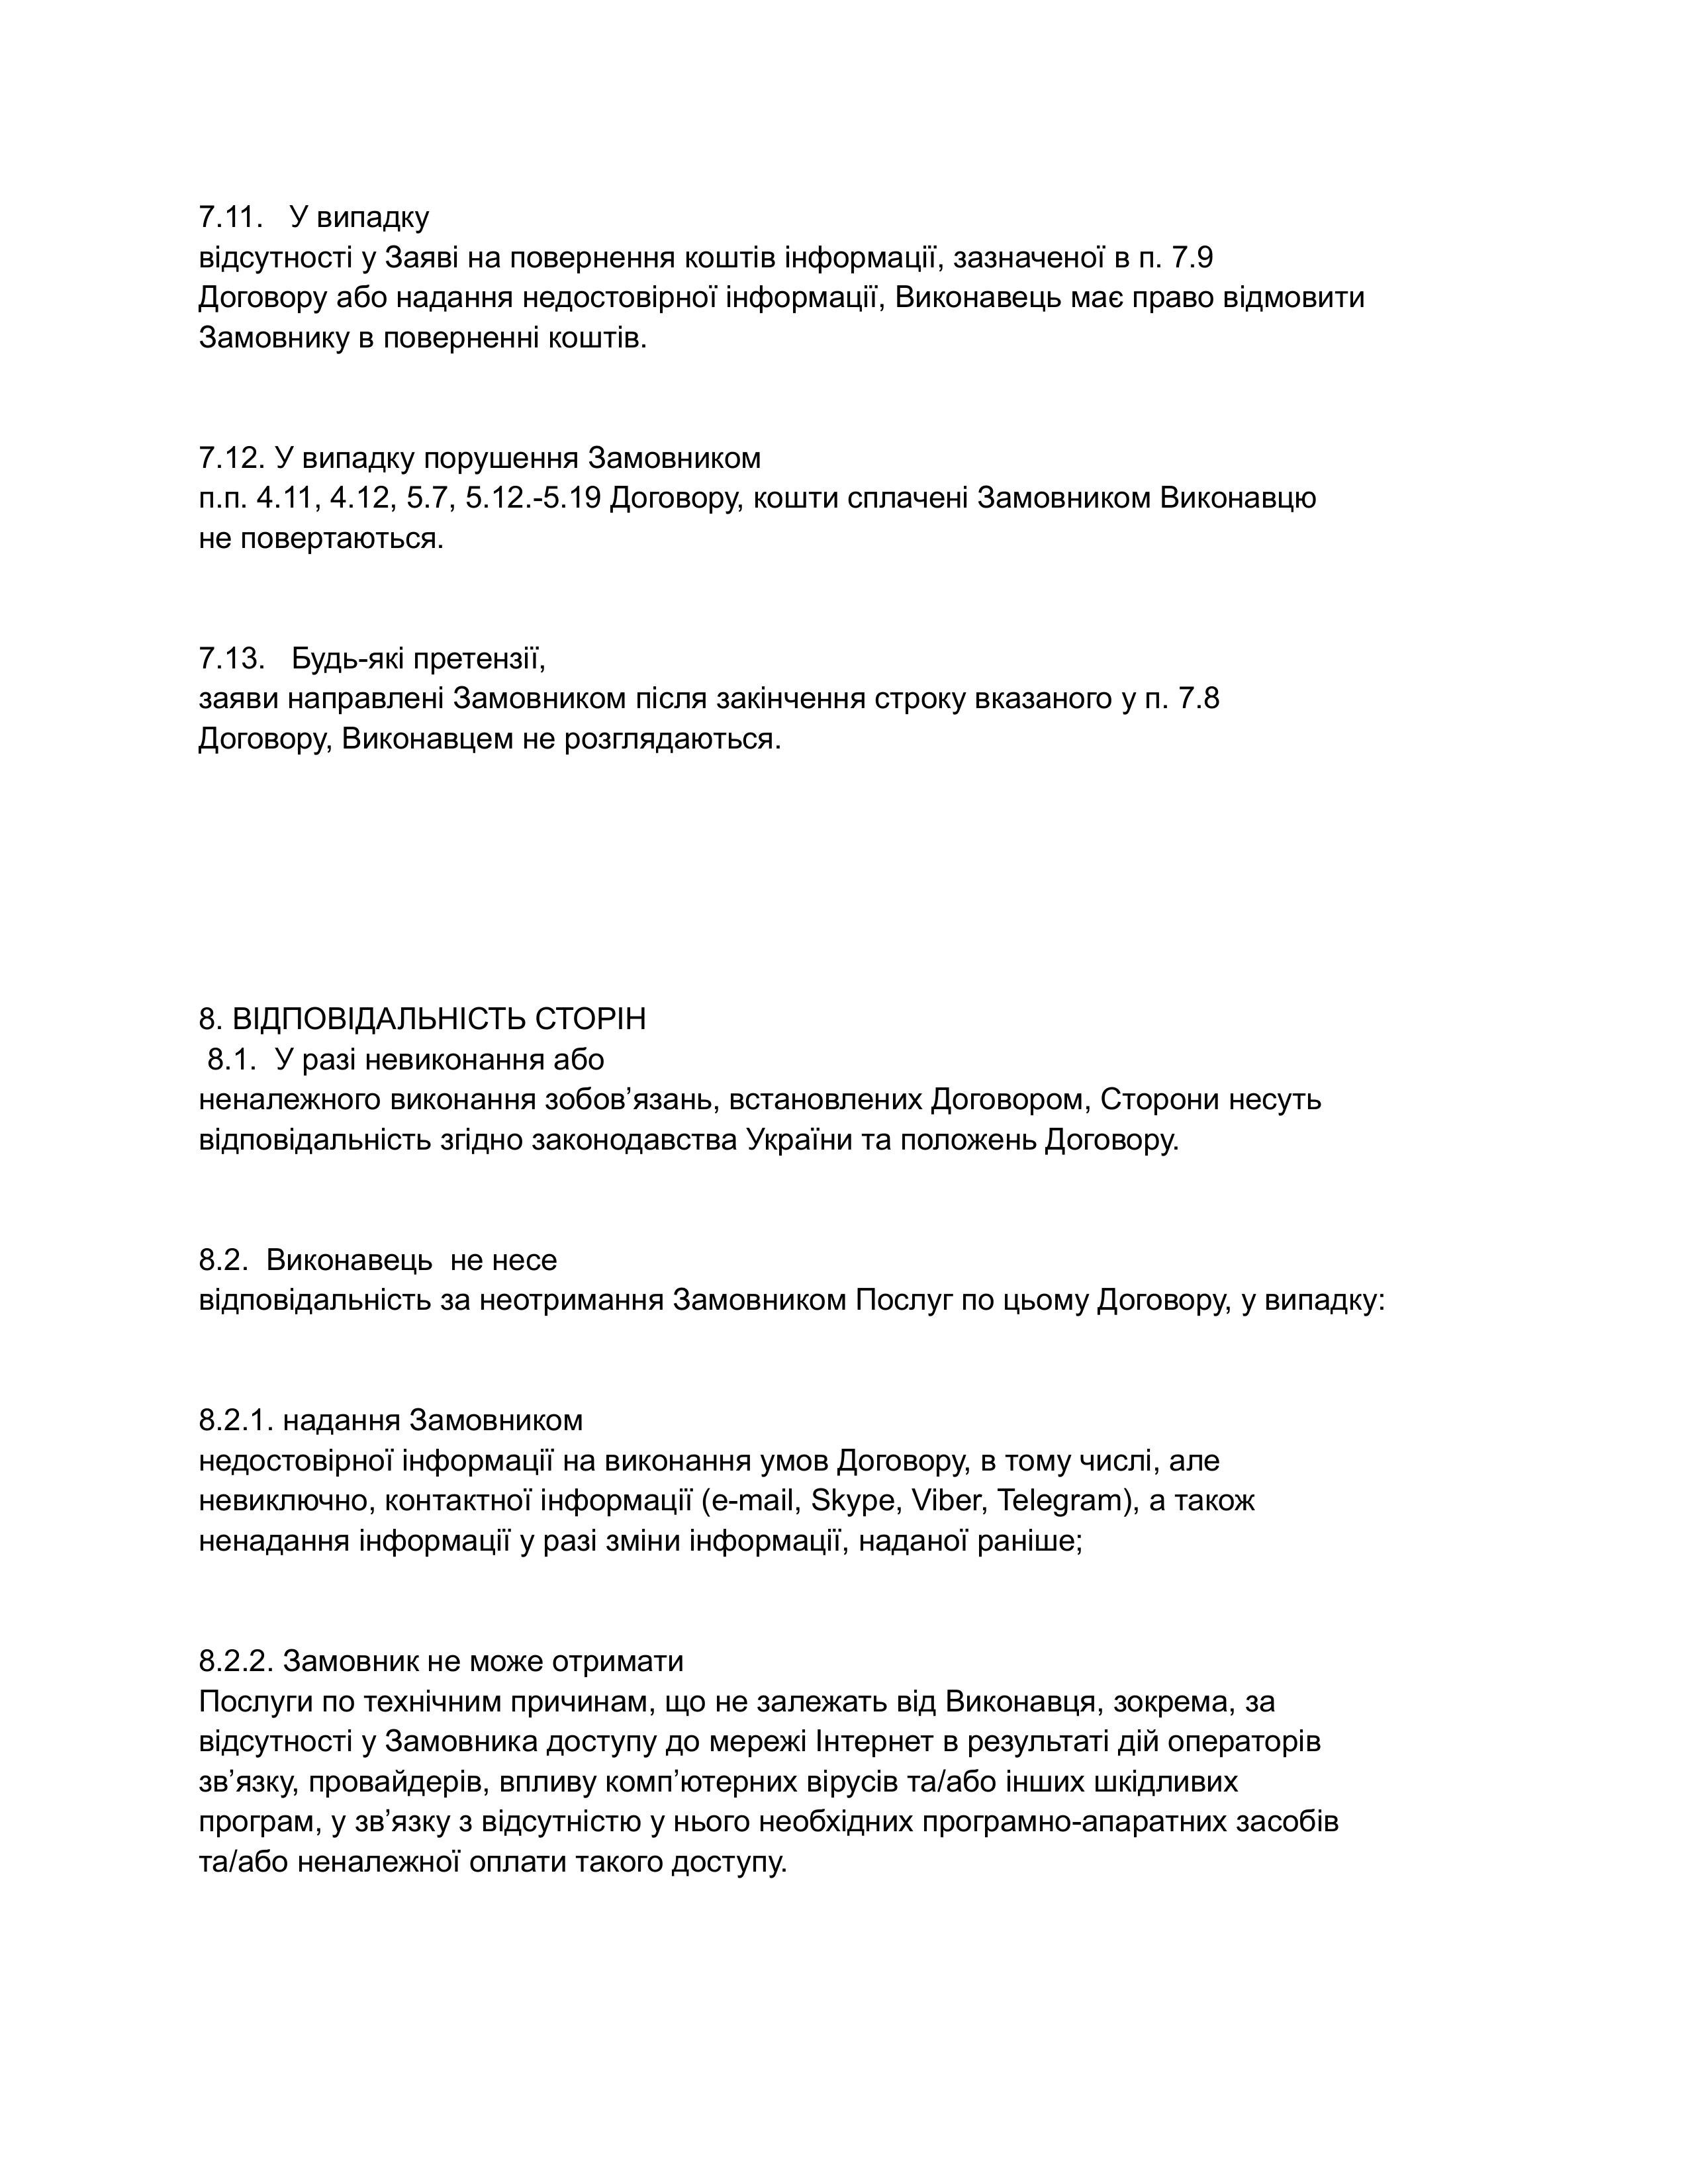 7.11.   У випадку
відсутності у Заяві на повернення коштів інформації, зазначеної в п. 7.9
Договору або надання недостовірної інформації, Виконавець має право відмовити
Замовнику в поверненні коштів.
7.12. У випадку порушення Замовником
п.п. 4.11, 4.12, 5.7, 5.12.-5.19 Договору, кошти сплачені Замовником Виконавцю
не повертаються.
7.13.   Будь-які претензії,
заяви направлені Замовником після закінчення строку вказаного у п. 7.8
Договору, Виконавцем не розглядаються.
8. ВІДПОВІДАЛЬНІСТЬ СТОРІН
8.1.  У разі невиконання або
неналежного виконання зобов’язань, встановлених Договором, Сторони несуть
відповідальність згідно законодавства України та положень Договору.
8.2.  Виконавець  не несе
відповідальність за неотримання Замовником Послуг по цьому Договору, у випадку:
8.2.1. надання Замовником
недостовірної інформації на виконання умов Договору, в тому числі, але
невиключно, контактної інформації (e-mail, Skype, Viber, Telegram), а також
ненадання інформації у разі зміни інформації, наданої раніше;
8.2.2. Замовник не може отримати
Послуги по технічним причинам, що не залежать від Виконавця, зокрема, за
відсутності у Замовника доступу до мережі Інтернет в результаті дій операторів
зв’язку, провайдерів, впливу комп’ютерних вірусів та/або інших шкідливих
програм, у зв’язку з відсутністю у нього необхідних програмно-апаратних засобів
та/або неналежної оплати такого доступу.